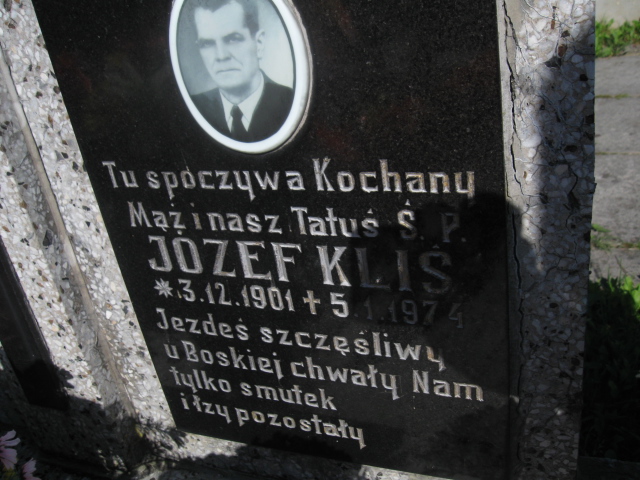 Tu spoczywa Kochany
Mąż i nasz Tatuś Ś. P.
JÓZEF KLIŚ
*3.12.1901 + 5.1.1974
Jezdeś szczęśliwy
u Boskiej chwały Nam
tylko smutek
i łzy pozostały